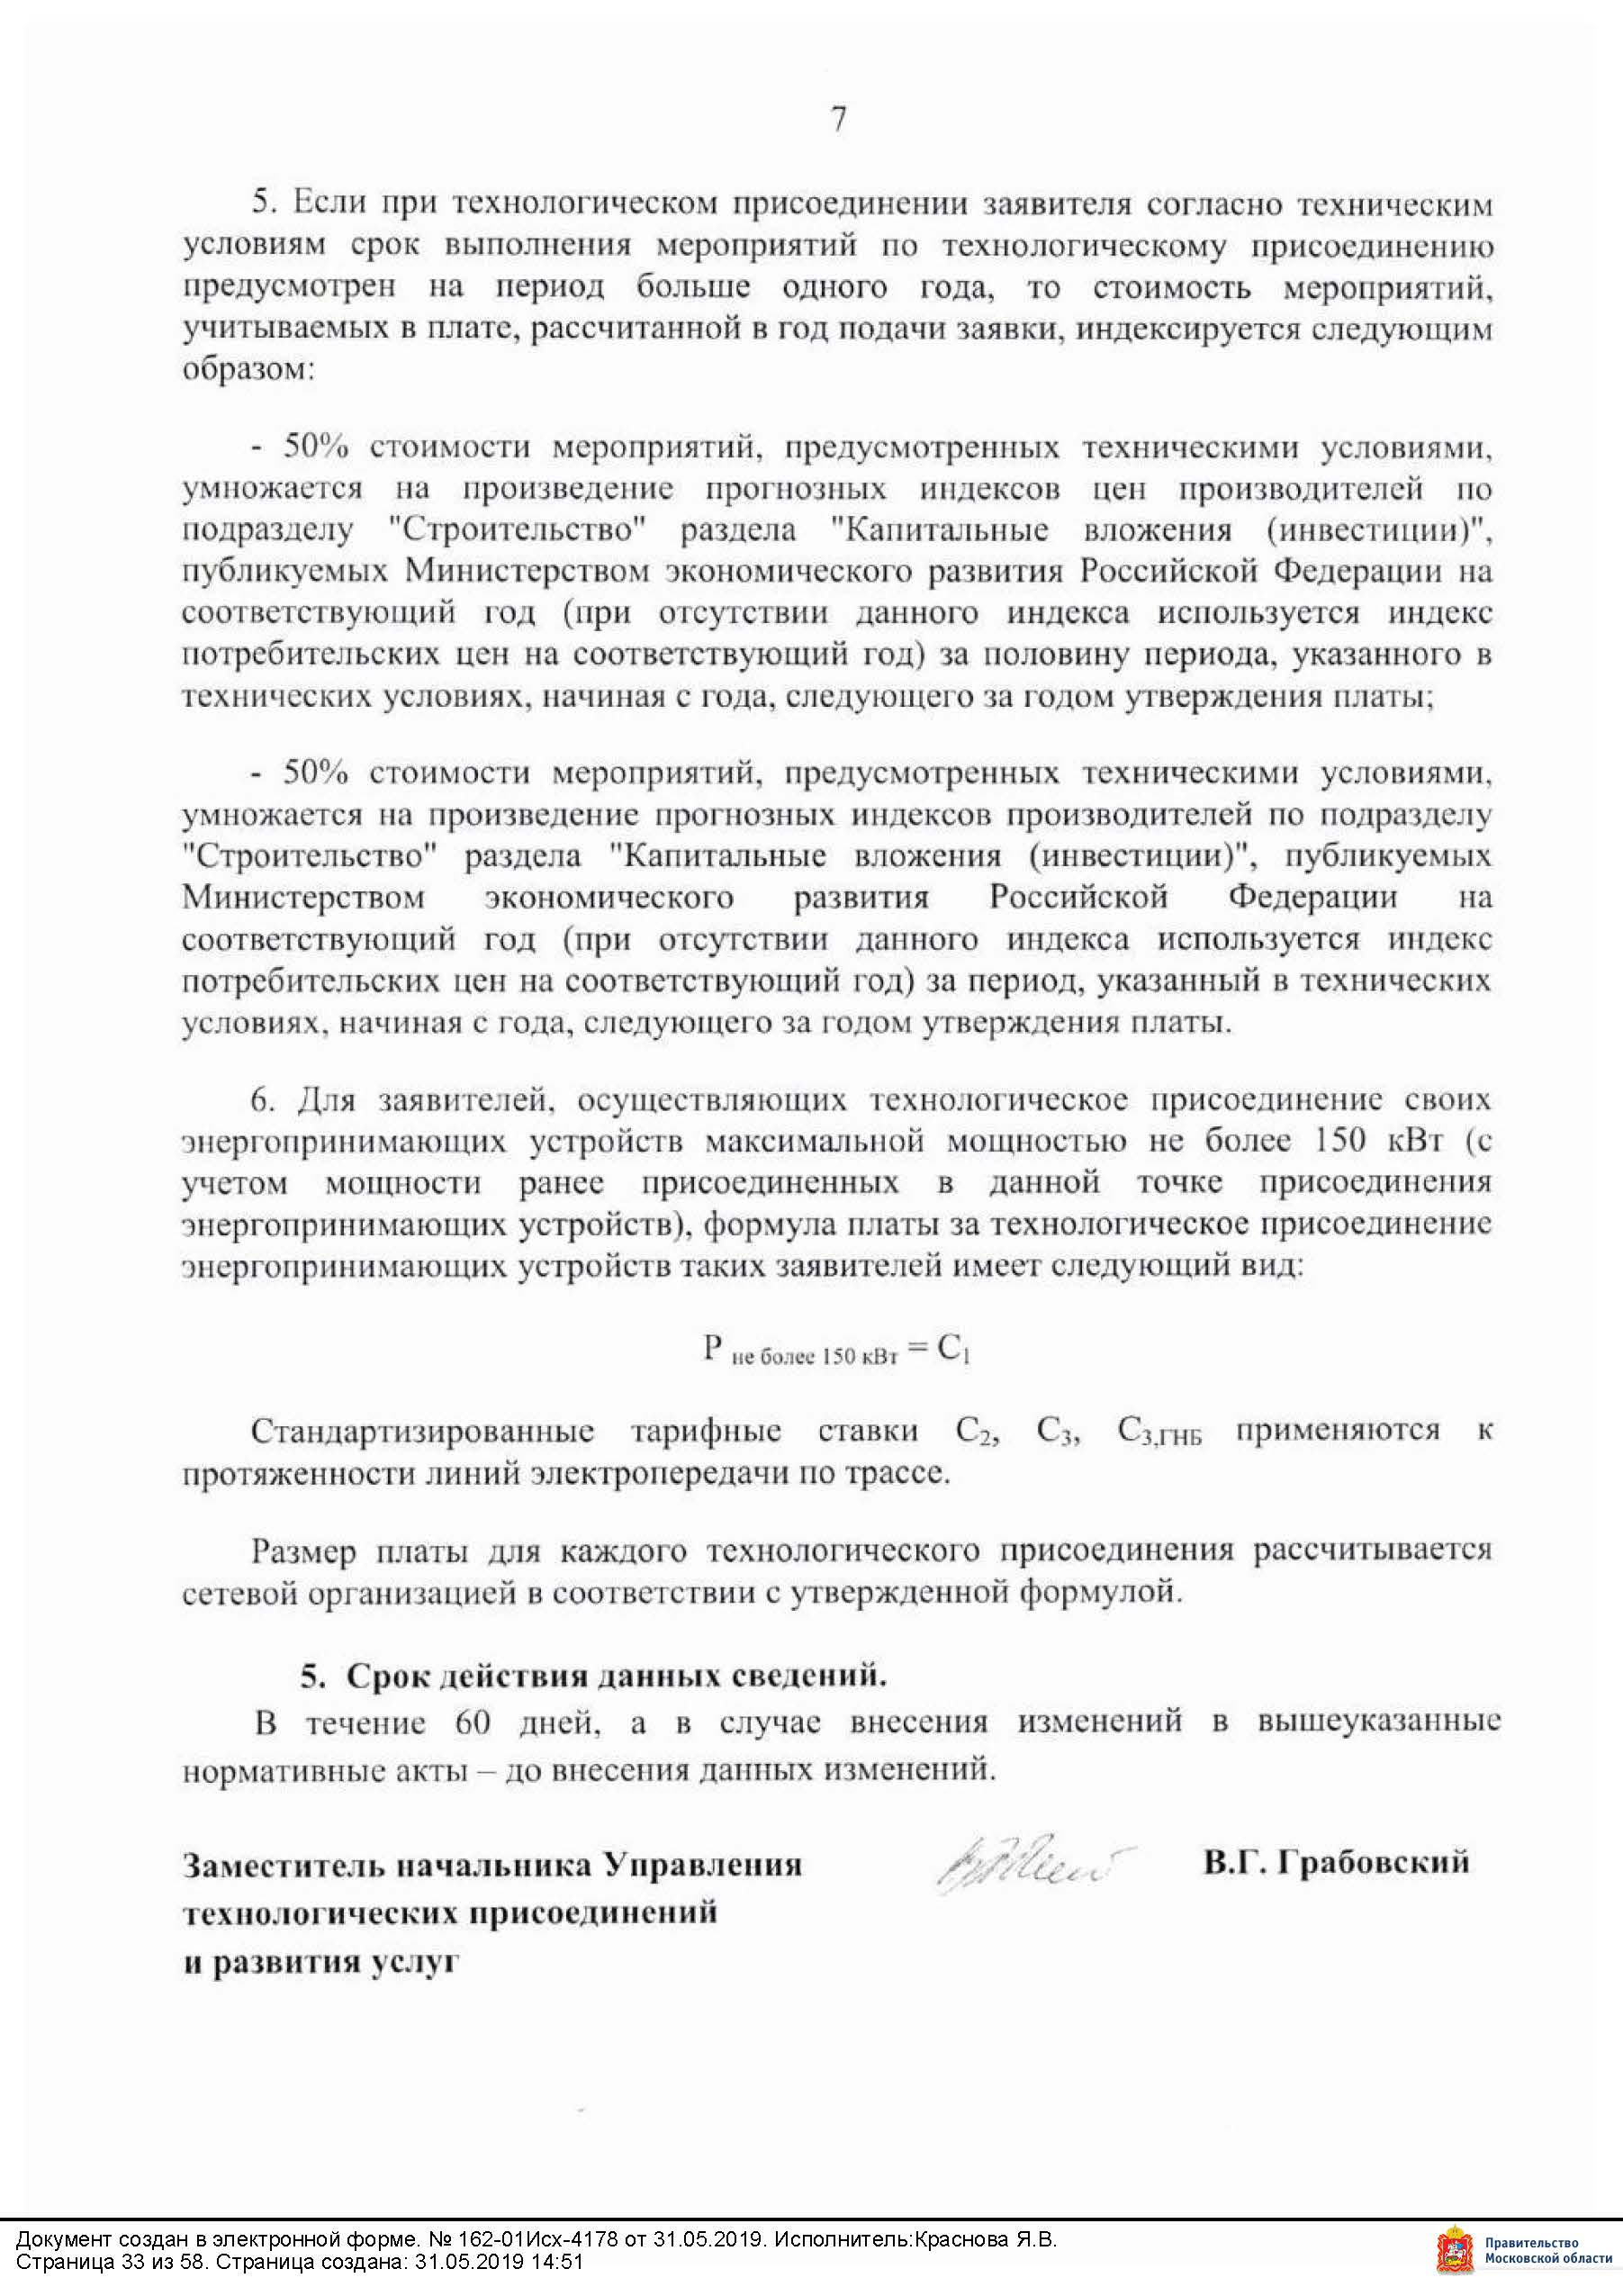 7
5. Если при технологическом присоединении заявителя согласно техническим
условиям срок выполнения мероприятий по технологическому присоединению
предусмотрен на период больше одного года, то стоимость мероприятий,
учитываемых в плате, рассчитанной в год подачи заявки, индексируется следующим
образом:
- 50% стоимости мероприятий, предусмотренных техническими условиями,
умножается на произведение прогнозных индексов цен производителей по
подразделу "Строительство" раздела "Капитальные вложения (инвестиции)",
публикуемых Министерством экономического развития Российской Федерации на
соответствующий год (при отсутствии данного индекса используется индекс
потребительских цен на соответствующий год) за половину периода, указанного в
технических условиях, начиная с года, следующего за годом утверждения платы;
- 50% стоимости мероприятий, предусмотренных техническими условиями,
умножается на произведение прогнозных индексов производителей по подразделу
"Строительство" раздела "Капитальные вложения (инвестиции)", публикуемых
Министерством экономического развития Российской Федерации на
соответствующий год (при отсутствии данного индекса используется индекс
потребительских цен на соответствующий год) за период, указанный в технических
условиях, начиная с года, следующего за годом утверждения платы.
6. Для заявителей, осуществляющих технологическое присоединение своих
энергопринимающих устройств максимальной мощностью не более 150 кВт (с
учетом мощности ранее присоединенных в данной точке присоединения
энергопринимающих устройств), формула платы за технологическое присоединение
энергопринимающих устройств таких заявителей имеет следующий вид:
P не более 150 кВт = C1
Стандартизированные тарифные ставки C2, C3, C3,ГНБ применяются к
протяженности линий электропередачи по трассе.
Размер платы для каждого технологического присоединения рассчитывается
сетевой организацией в соответствии с утвержденной формулой.
5. Срок действия данных сведений.
В течение 60 дней, а в случае внесения изменений в вышеуказанные
нормативные акты – до внесения данных изменений.
Заместитель начальника Управления В.Г. Грабовский
технологических присоединений
и развития услуг
Документ создан в электронной форме. № 162-01Исх-4178 от 31.05.2019. Исполнитель:Краснова Я.В.
Страница 33 из 58. Страница создана: 31.05.2019 14:51
Правительство
Московской области